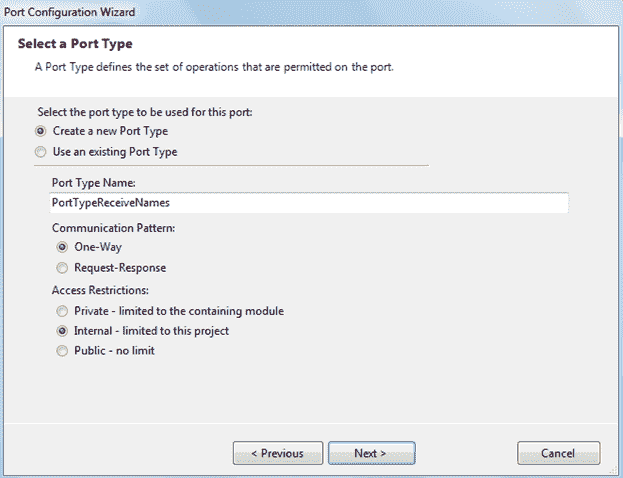 Port Configuration Wizard
Select a Port Type
A Port Type defines the set of operations that are permitted on the port.
Select the port type to be used for this port:
Create a new Port Type
Use an existing Port Type
Port Type Name:
PortTypeReceiveNames
Communication Pattern:
One-Way
Request-Response
Access Restrictions:
Private - limited to the containing module
Internal - limited to this project
Public - no limit
< Previous
Next >
Cancel